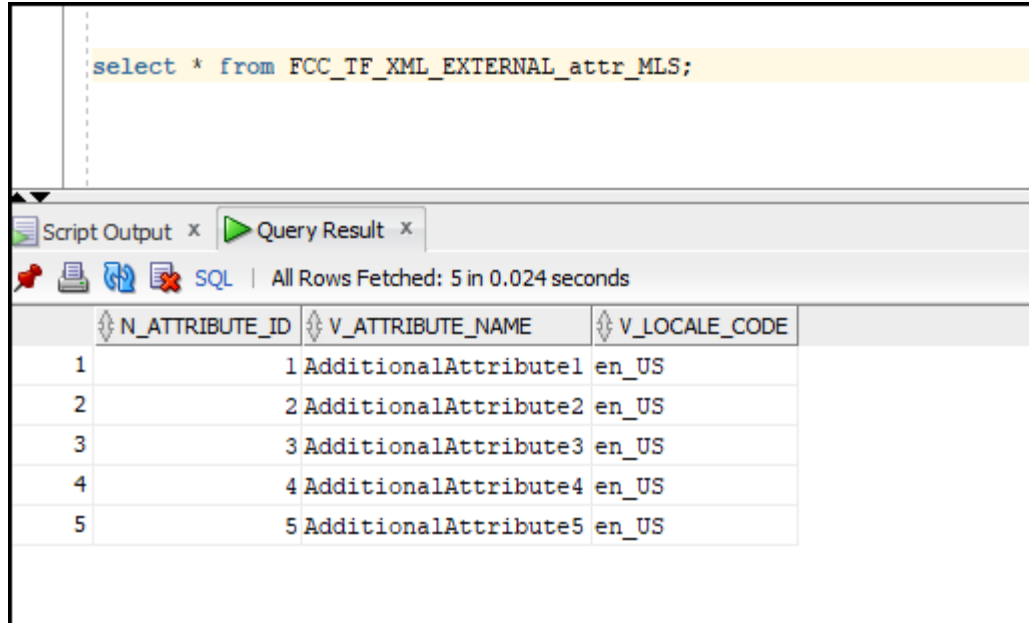 select * from FCC_TF_XML_EXTERNAL_attr_MLS;
Script Output x Query Result x
SQL | All Rows Fetched: 5 in 0.024 seconds
N_ATTRIBUTE_ID V_ATTRIBUTE_NAME V_LOCALE_CODE
1 1 AdditionalAttribute1 en_US
2 2 AdditionalAttribute2 en_US
3 3 AdditionalAttribute3 en_US
4 4 AdditionalAttribute4 en_US
5 5 AdditionalAttribute5 en_US